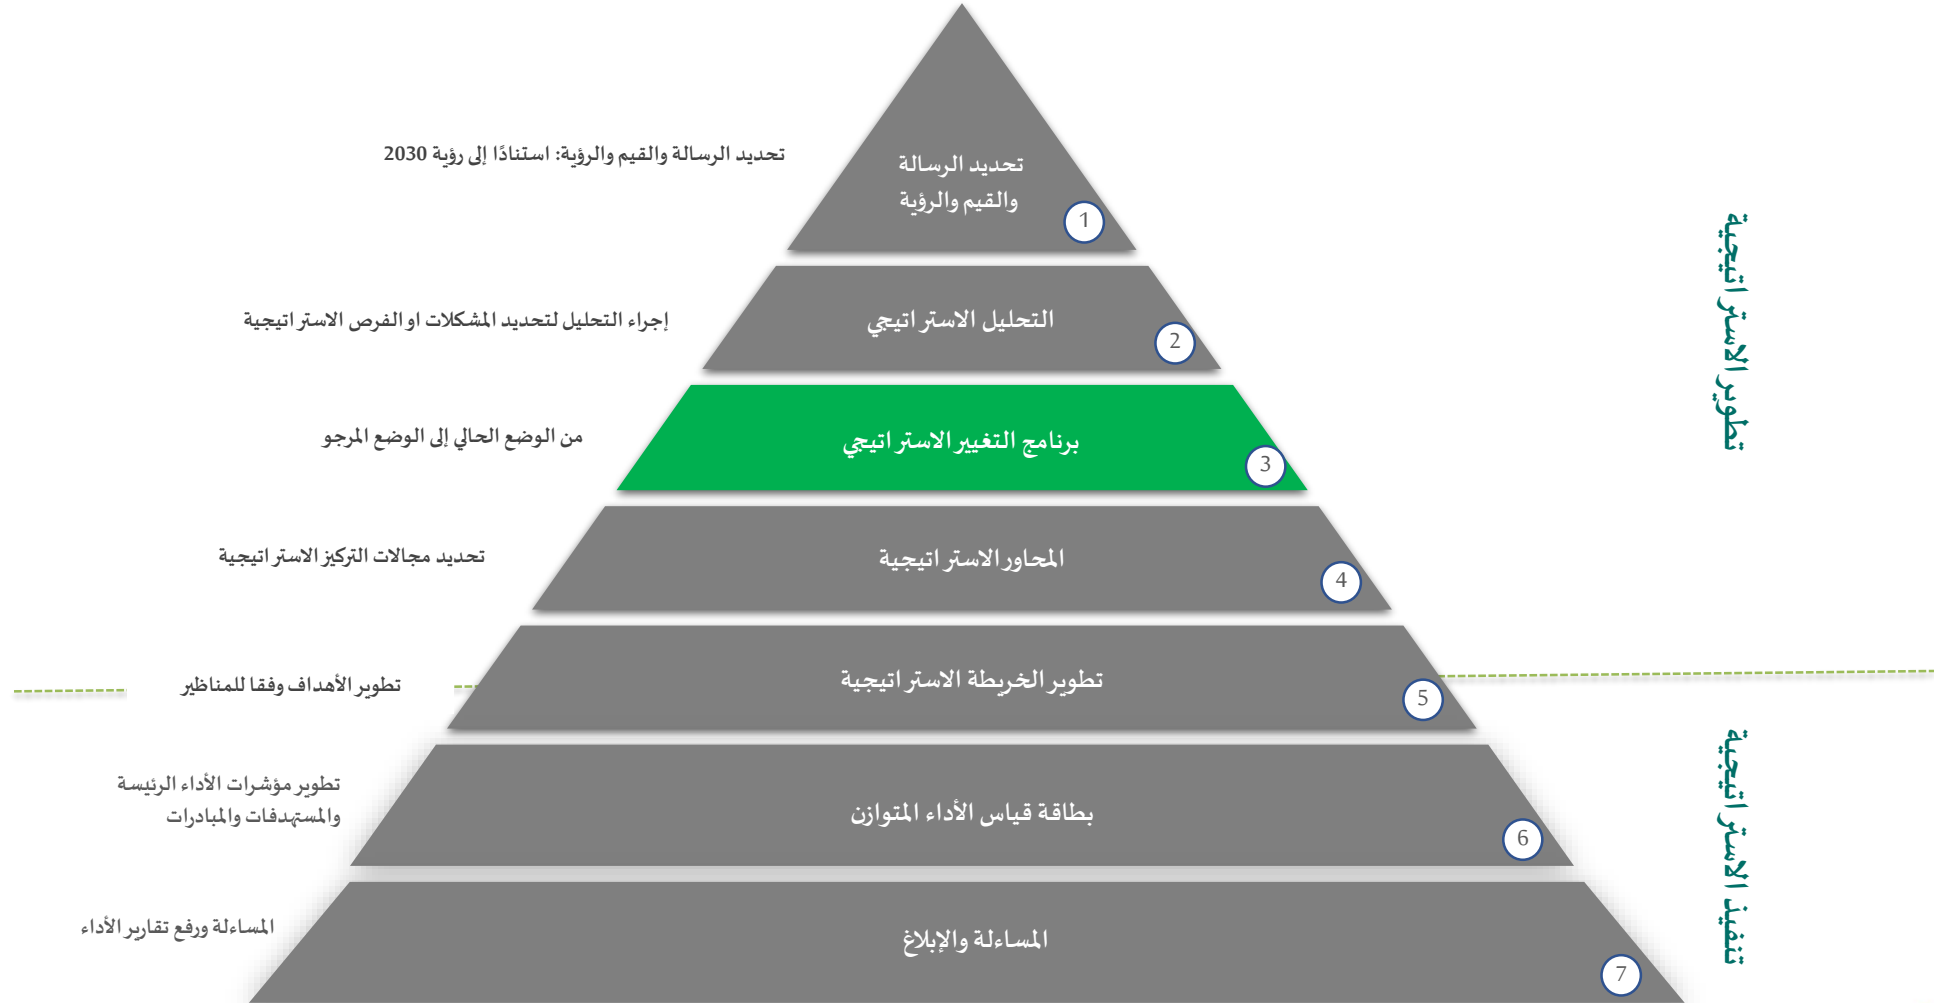 تحديد الرسالة
والقيم والرؤية
1
تحديد الرسالة والقيم والرؤية: استنادًا إلى رؤية 2030
التحليل الاستراتيجي
2
إجراء التحليل لتحديد المشكلات او الفرص الاستراتيجية
برنامج التغيير الاستراتيجي
3
من الوضع الحالي إلى الوضع المرجو
المحاور الاستراتيجية
4
تحديد مجالات التركيز الاستراتيجية
تطوير الاستراتيجية
تطوير الخريطة الاستراتيجية
5
تطوير الأهداف وفقا للمناظير
بطاقة قياس الأداء المتوازن
6
تطوير مؤشرات الأداء الرئيسة
والمستهدفات والمبادرات
المساءلة والإبلاغ
7
المساءلة ورفع تقارير الأداء
تنفيذ الاستراتيجية